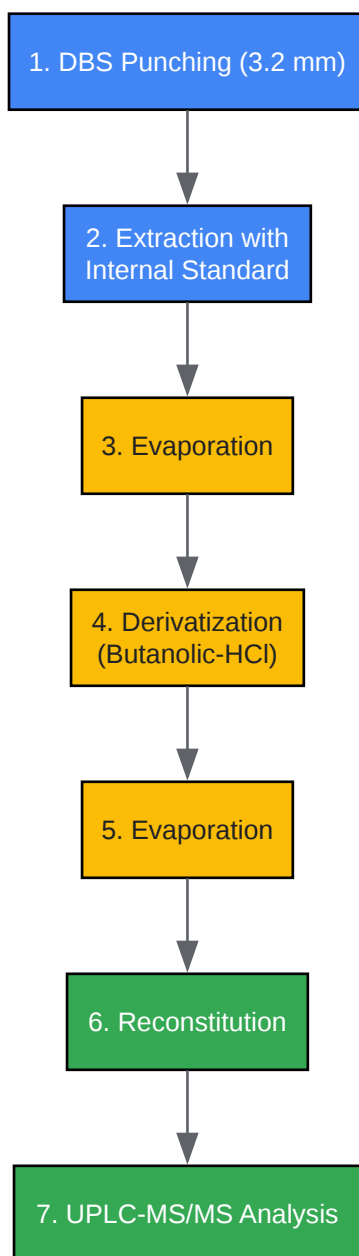 1. DBS Punching (3.2 mm)
2. Extraction with
Internal Standard
3. Evaporation
4. Derivatization
(Butanolic-HCl)
5. Evaporation
6. Reconstitution
7. UPLC-MS/MS Analysis